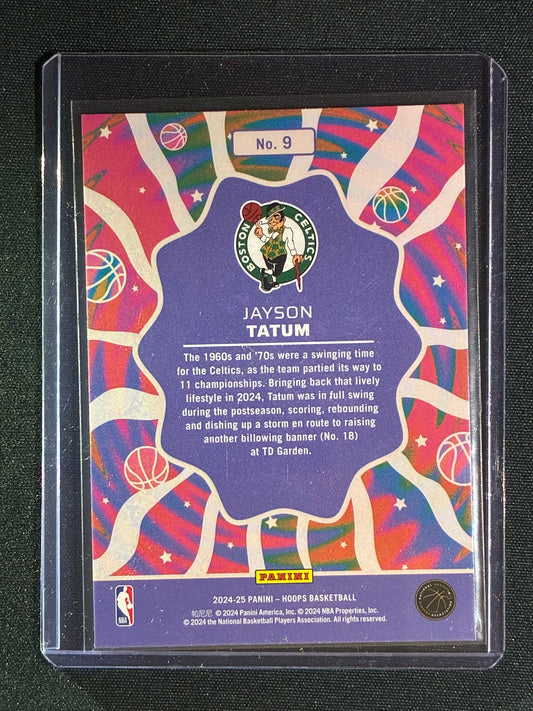 No. 9
BOSTON CELTICS
JAYSON
TATUM
The 1960s and '70s were a swinging time
for the Celtics, as the team partied its way to
11 championships. Bringing back that lively
lifestyle in 2024, Tatum was in full swing
during the postseason, scoring, rebounding
and dishing up a storm en route to raising
another billowing banner (No. 18)
at TD Garden.
PANINI
2024-25 PANINI – HOOPS BASKETBALL
帕尼尼 © 2024 Panini America, Inc. © 2024 NBA Properties, Inc.
© 2024 the National Basketball Players Association. All rights reserved.
NBA